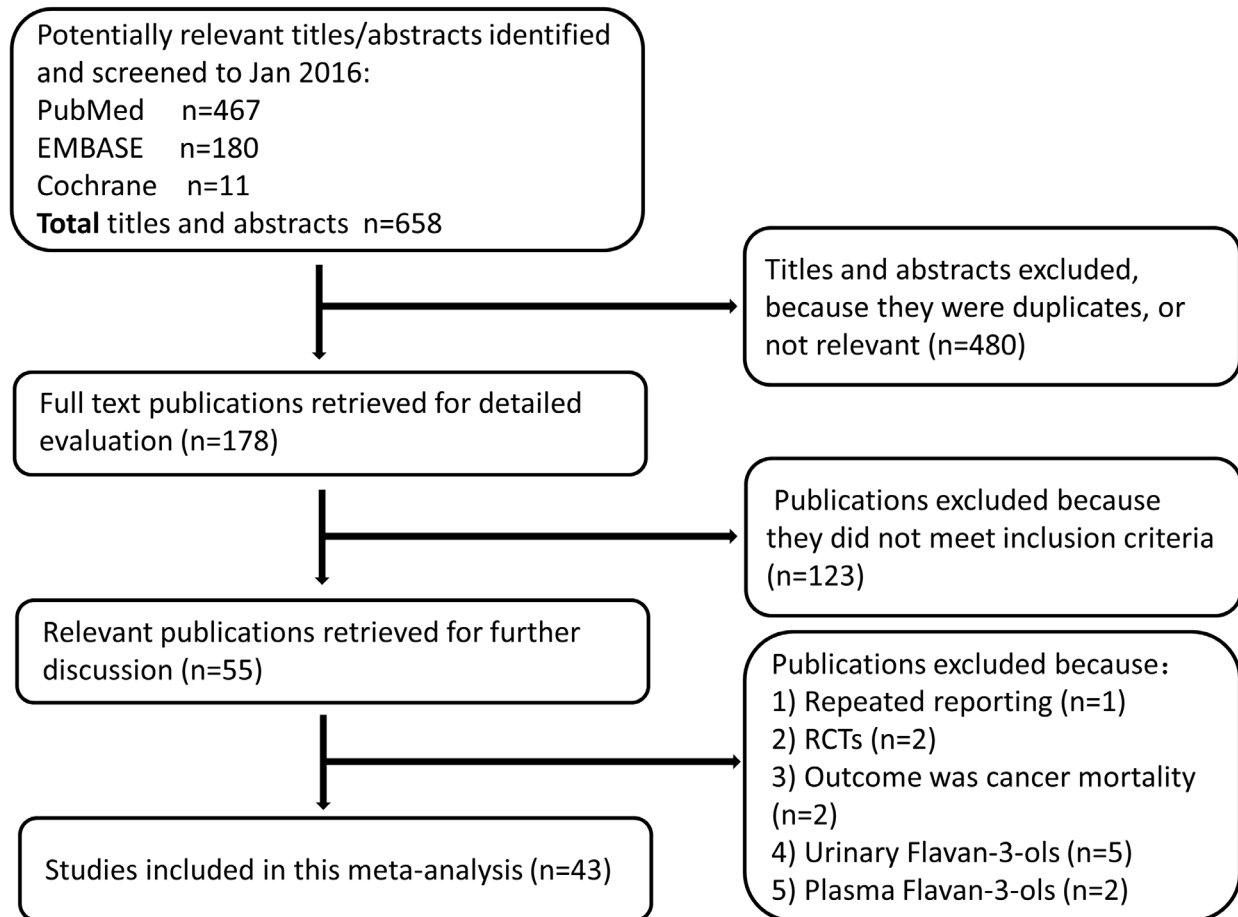 Potentially relevant titles/abstracts identified
and screened to Jan 2016:
PubMed n=467
EMBASE n=180
Cochrane n=11
Total titles and abstracts n=658
Titles and abstracts excluded,
because they were duplicates, or
not relevant (n=480)
Full text publications retrieved for detailed
evaluation (n=178)
Publications excluded because
they did not meet inclusion criteria
(n=123)
Relevant publications retrieved for further
discussion (n=55)
Publications excluded because：
1) Repeated reporting (n=1)
2) RCTs (n=2)
3) Outcome was cancer mortality
(n=2)
4) Urinary Flavan-3-ols (n=5)
5) Plasma Flavan-3-ols (n=2)
Studies included in this meta-analysis (n=43)